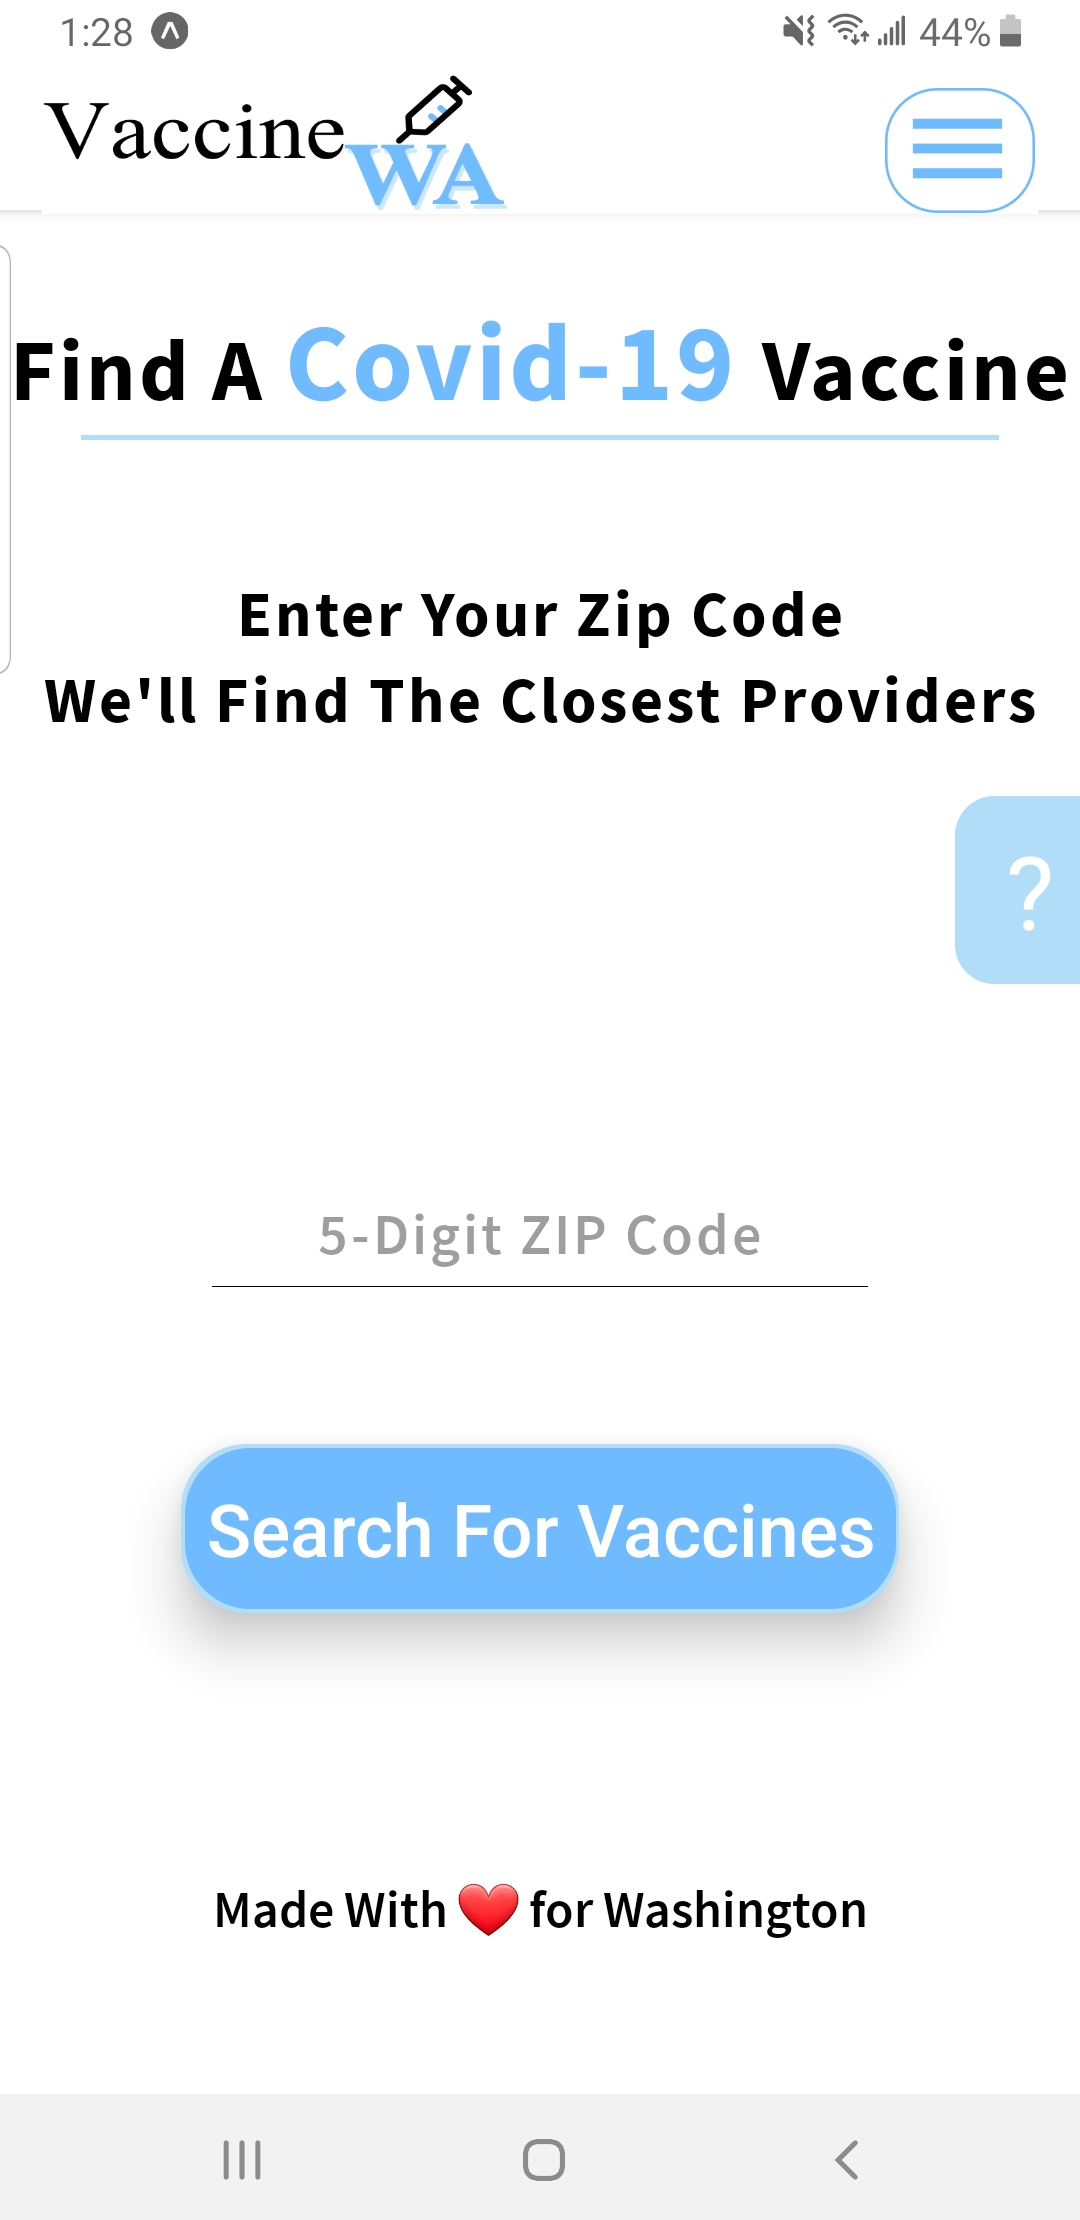 1:28 44%
Vaccine
WA
Find A Covid-19 Vaccine
Enter Your Zip Code
We'll Find The Closest Providers
?
5-Digit ZIP Code
Search For Vaccines
Made With ❤️ for Washington